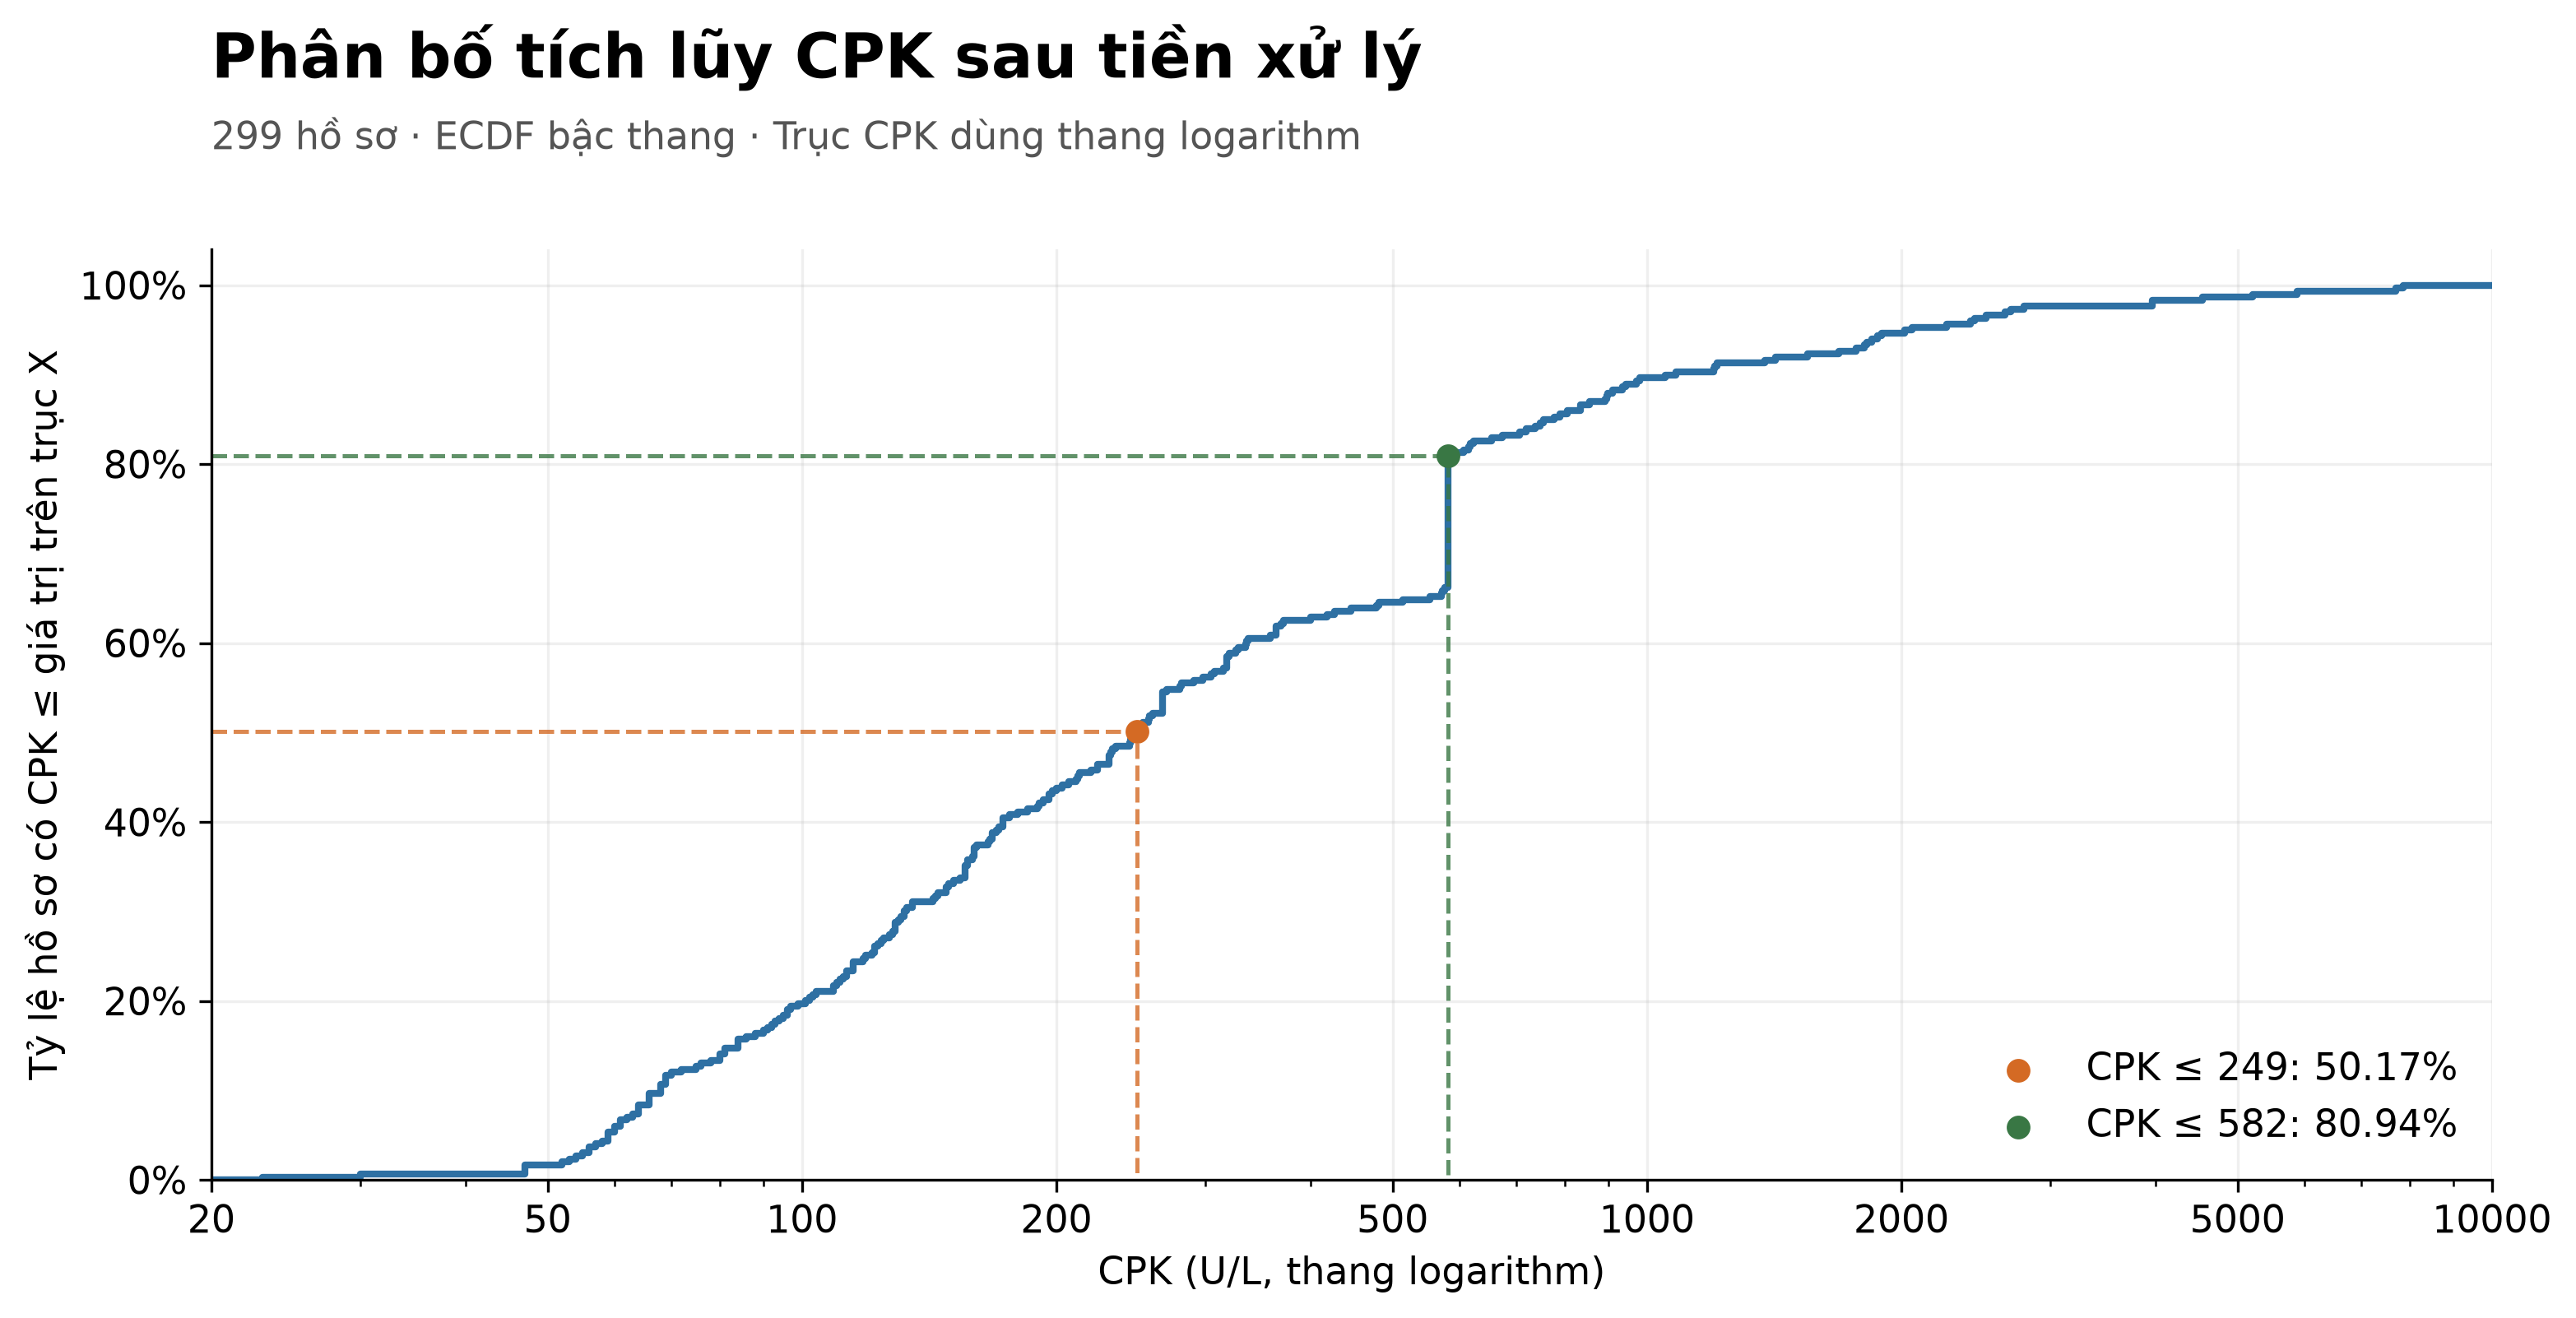 Phân bố tích lũy CPK sau tiền xử lý
299 hồ sơ · ECDF bậc thang · Trục CPK dùng thang logarithm
Tỷ lệ hồ sơ có CPK ≤ giá trị trên trục X
100%
80%
60%
40%
20%
0%
CPK ≤ 249: 50.17%
CPK ≤ 582: 80.94%
20 50 100 200 500 1000 2000 5000 10000
CPK (U/L, thang logarithm)